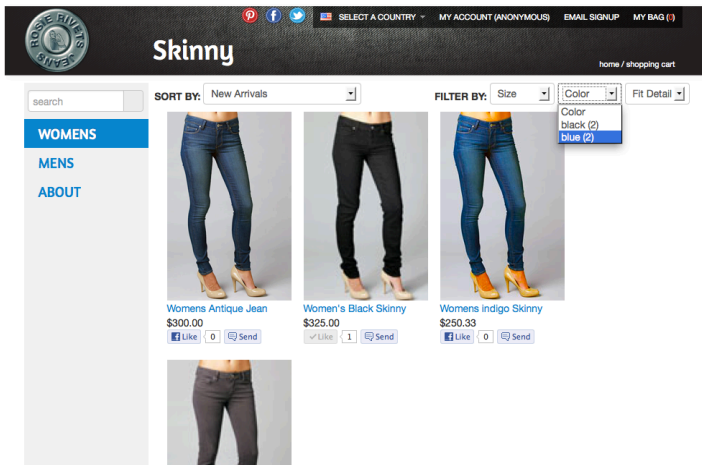 ROSIE RIVETS
JEANS
SELECT A COUNTRY
MY ACCOUNT (ANONYMOUS)
EMAIL SIGNUP
MY BAG (0)
Skinny
home / shopping cart
search
WOMENS
MENS
ABOUT
SORT BY: New Arrivals
FILTER BY: Size Color Fit Detail
Color
black (2)
blue (2)
Womens Antique Jean
$300.00
Like 0 Send
Women's Black Skinny
$325.00
Like 1 Send
Womens indigo Skinny
$250.33
Like 0 Send